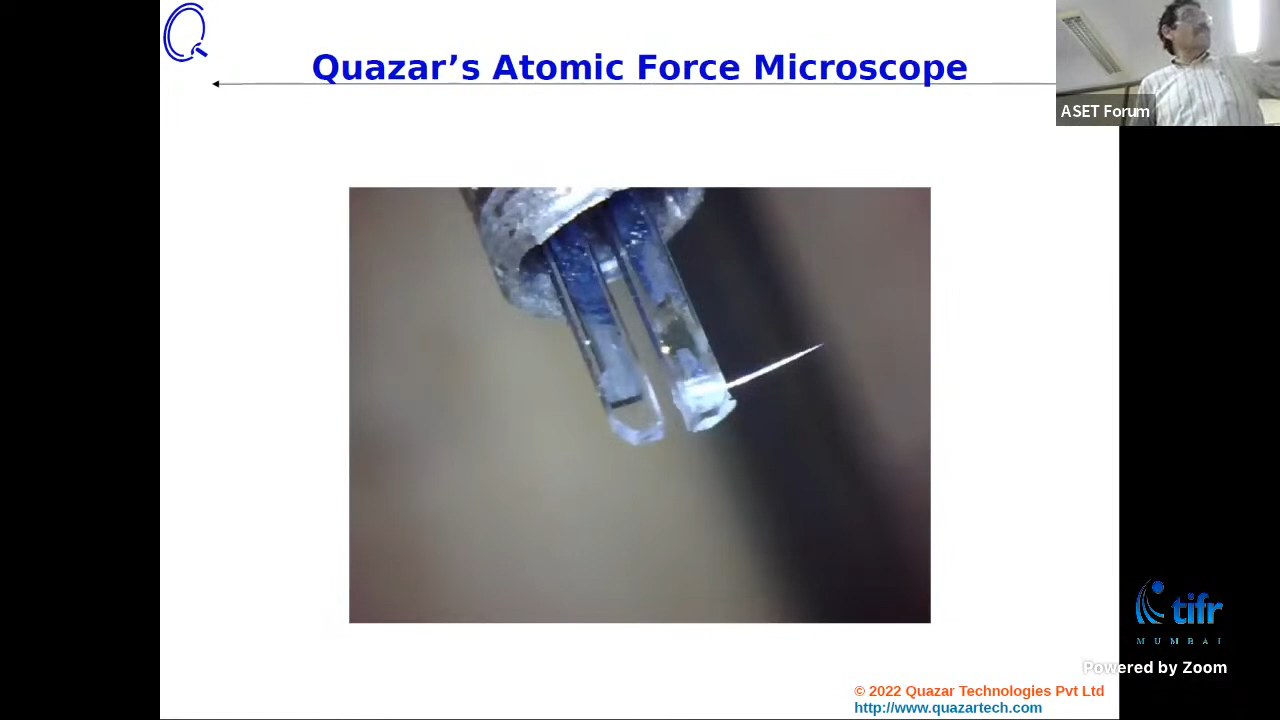 Quazar’s Atomic Force Microscope
ASET Forum
tifr
MUMBAI
Powered by Zoom
© 2022 Quazar Technologies Pvt Ltd
http://www.quazartech.com